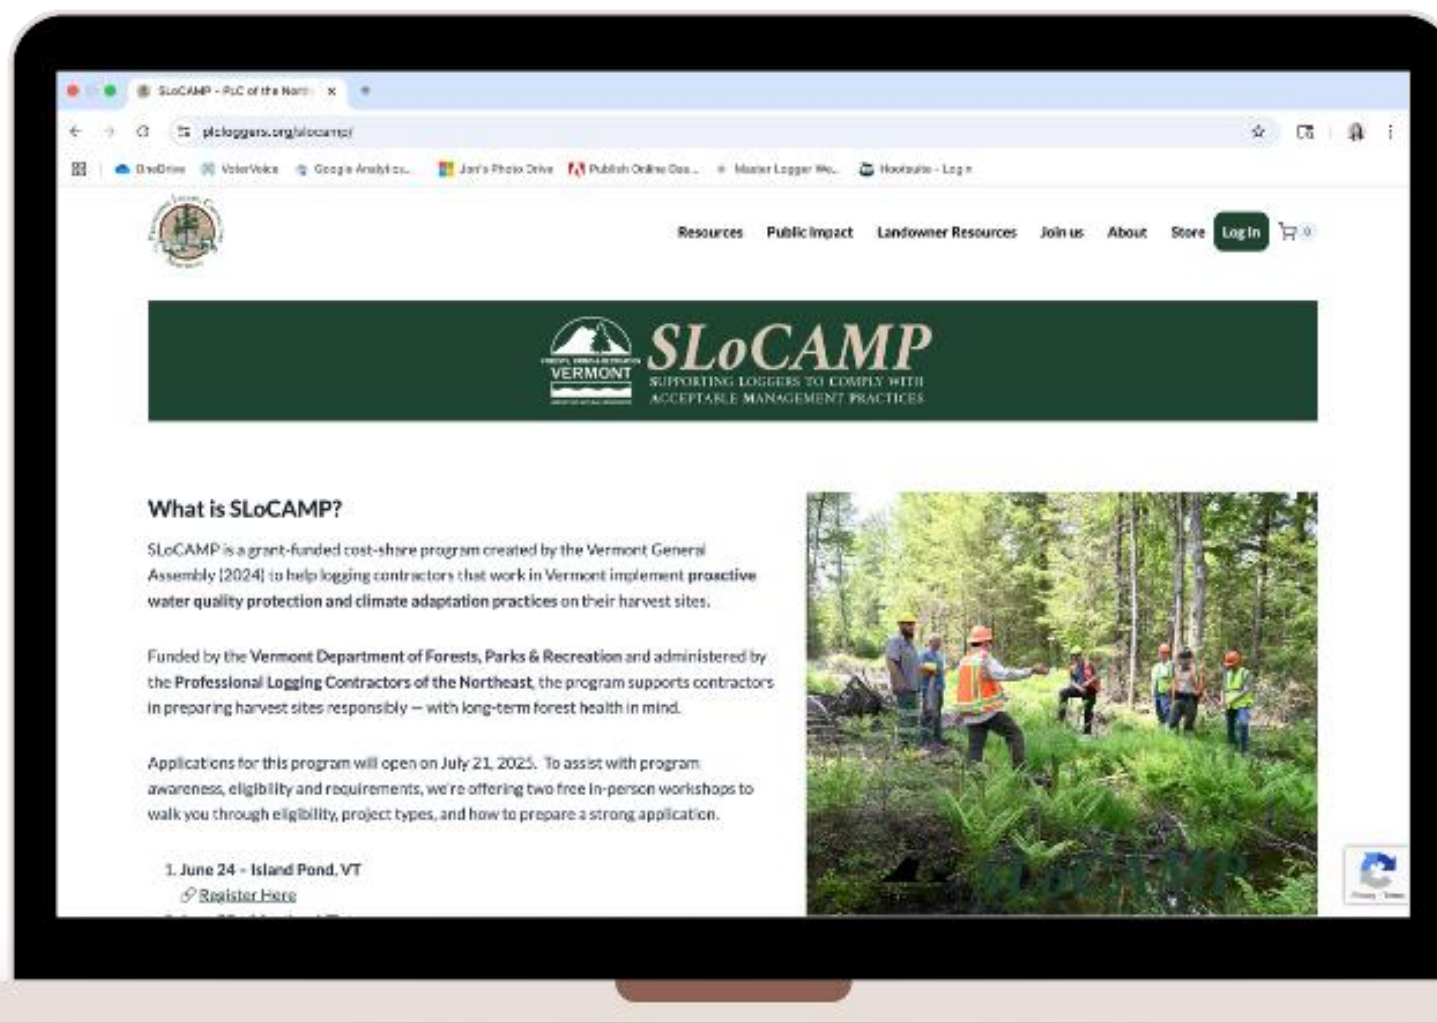 SLoCAMP - PLC of the North
plcloggers.org/slocamp/
OneDrive VoterVoice Google Analytics... Jon's Photo Drive Publish Online Das... Master Logger We... Hootsuite - Login
Resources Public Impact Landowner Resources Join us About Store Log In 0
VERMONT
SLoCAMP
SUPPORTING LOGGERS TO COMPLY WITH
ACCEPTABLE MANAGEMENT PRACTICES
What is SLoCAMP?
SLoCAMP is a grant-funded cost-share program created by the Vermont General
Assembly (2024) to help logging contractors that work in Vermont implement proactive
water quality protection and climate adaptation practices on their harvest sites.
Funded by the Vermont Department of Forests, Parks & Recreation and administered by
the Professional Logging Contractors of the Northeast, the program supports contractors
in preparing harvest sites responsibly — with long-term forest health in mind.
Applications for this program will open on July 21, 2025. To assist with program
awareness, eligibility and requirements, we're offering two free in-person workshops to
walk you through eligibility, project types, and how to prepare a strong application.
1. June 24 – Island Pond, VT
Register Here
SLoCAMP
Privacy - Terms